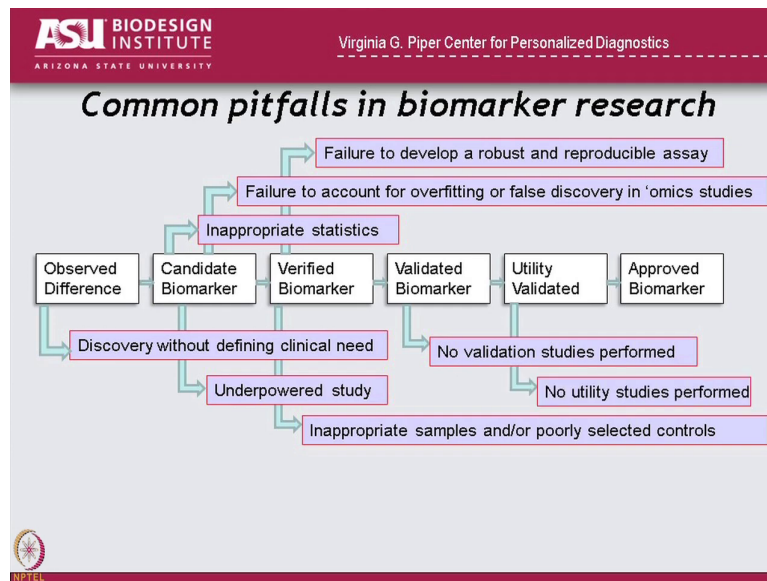 ASU BIODESIGN
INSTITUTE
ARIZONA STATE UNIVERSITY
Virginia G. Piper Center for Personalized Diagnostics
Common pitfalls in biomarker research
Failure to develop a robust and reproducible assay
Failure to account for overfitting or false discovery in ‘omics studies
Inappropriate statistics
Observed
Difference
Candidate
Biomarker
Verified
Biomarker
Validated
Biomarker
Utility
Validated
Approved
Biomarker
Discovery without defining clinical need
No validation studies performed
Underpowered study
No utility studies performed
Inappropriate samples and/or poorly selected controls
NPTEL